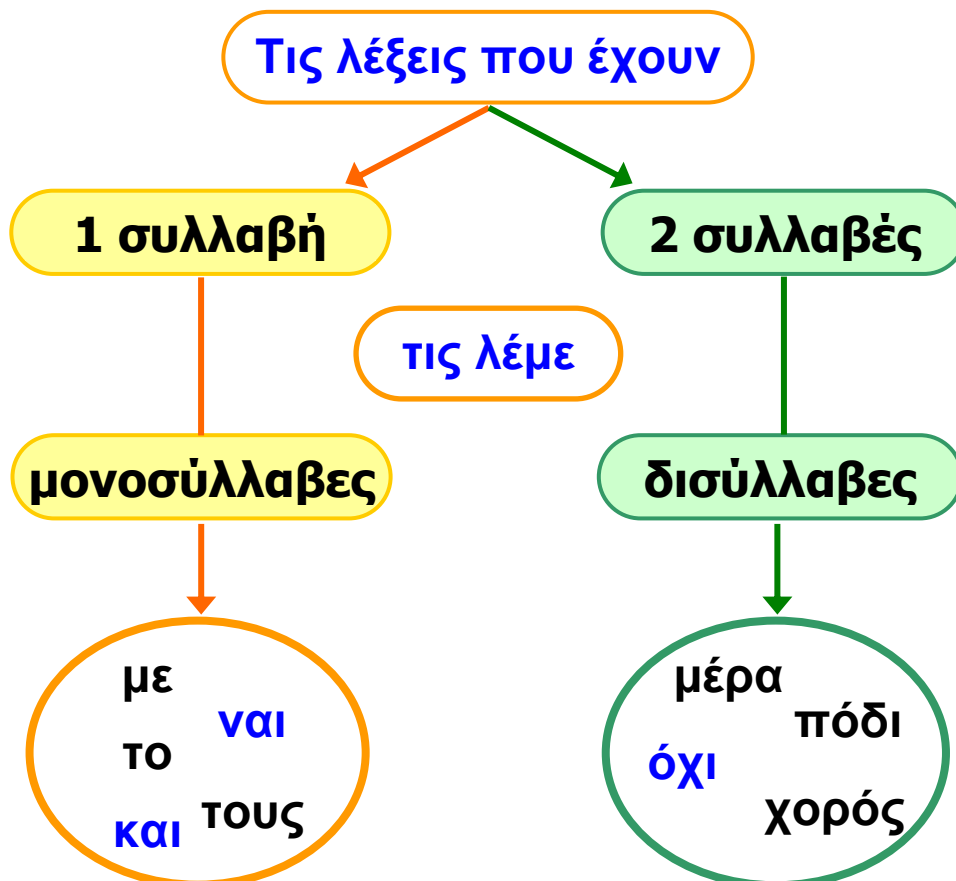 Τις λέξεις που έχουν
1 συλλαβή
2 συλλαβές
τις λέμε
μονοσύλλαβες
δισύλλαβες
με
ναι
το
τους
και
μέρα
πόδι
όχι
χορός